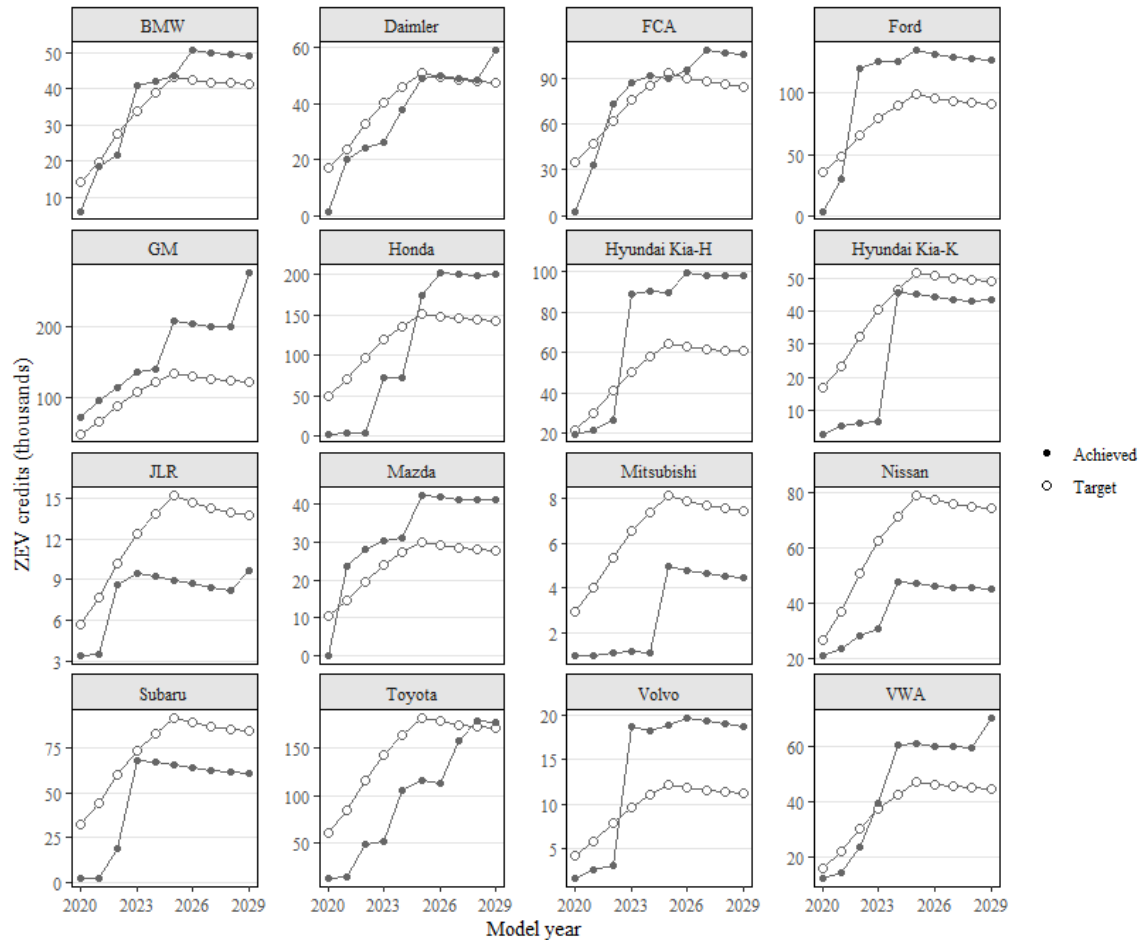 BMW Daimler FCA Ford
50 60 90 100
40 40 60 50
30 20 30 0
20 0 0
10
GM Honda Hyundai Kia-H Hyundai Kia-K
200 200 100 50
100 150 80 40
100 60 30
50 40 20
0 20 10
JLR Mazda Mitsubishi Nissan
15 40 8 80
12 30 6 60
9 20 4 40
6 10 2 20
3 0
Subaru Toyota Volvo VWA
75 150 20 60
50 100 15 40
25 50 10 20
0 5
2020 2023 2026 2029 2020 2023 2026 2029 2020 2023 2026 2029 2020 2023 2026 2029
Model year
ZEV credits (thousands)
Achieved
Target